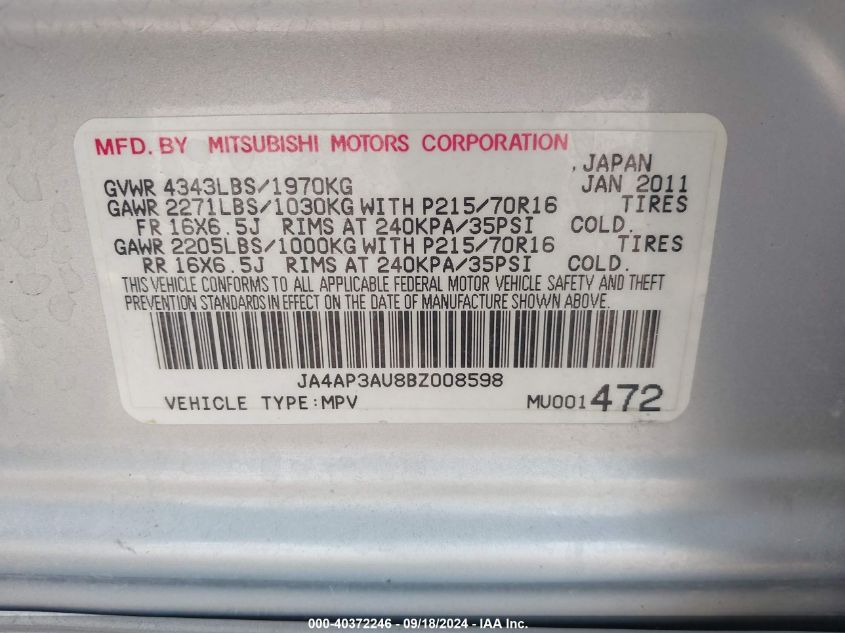 MFD. BY MITSUBISHI MOTORS CORPORATION
, JAPAN
GVWR 4343LBS/1970KG JAN 2011
GAWR 2271LBS/1030KG WITH P215/70R16 TIRES
FR 16X6.5J RIMS AT 240KPA/35PSI COLD.
GAWR 2205LBS/1000KG WITH P215/70R16 TIRES
RR 16X6.5J RIMS AT 240KPA/35PSI COLD.
THIS VEHICLE CONFORMS TO ALL APPLICABLE FEDERAL MOTOR VEHICLE SAFETY AND THEFT
PREVENTION STANDARDS IN EFFECT ON THE DATE OF MANUFACTURE SHOWN ABOVE.
JA4AP3AU8BZ008598
VEHICLE TYPE:MPV MU001472
000-40372246 - 09/18/2024 - IAA Inc.